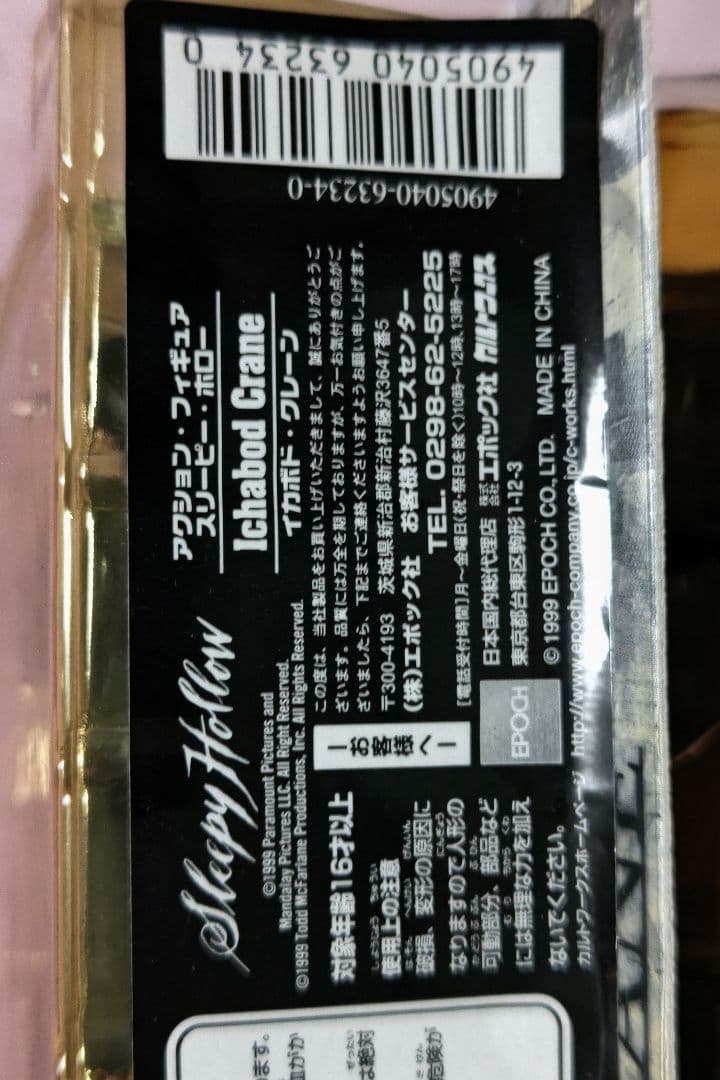 Sleepy Hollow
©1999 Paramount Pictures and
Mandalay Pictures LLC. All Right Reserved.
©1999 Todd McFarlane Productions, Inc. All Rights Reserved.
アクション・フィギュア
スリーピー・ホロー
Ichabod Crane
イカボド・クレーン
対象年齢16才以上
使用上の注意
破損、変形の原因に
なりますので人形の
可動部分、部品など
には無理な力を加え
ないでください。
お客様へ
この度は、当社製品をお買い上げいただきまして、誠にありがとうご
ざいます。品質には万全を期しておりますが、万一お気付きの点がご
ざいましたら、下記までご連絡くださいますようお願い申し上げます。
〒300-4193 茨城県新治郡新治村藤沢3647番5
(株)エポック社 お客様サービスセンター
TEL. 0298-62-5225
[電話受付時間]月〜金曜日(祝・祭日を除く)10時〜12時、13時〜17時
EPOCH
日本国内総代理店 株式会社 エポック社 カルトワークス
東京都台東区駒形1-12-3
© 1999 EPOCH CO., LTD. MADE IN CHINA
カルトワークスホームページ http://www.epoch-company.co.jp/c-works.html
4905040-63234-0
4 905040 632340
ます。
がか
は絶対
危険が